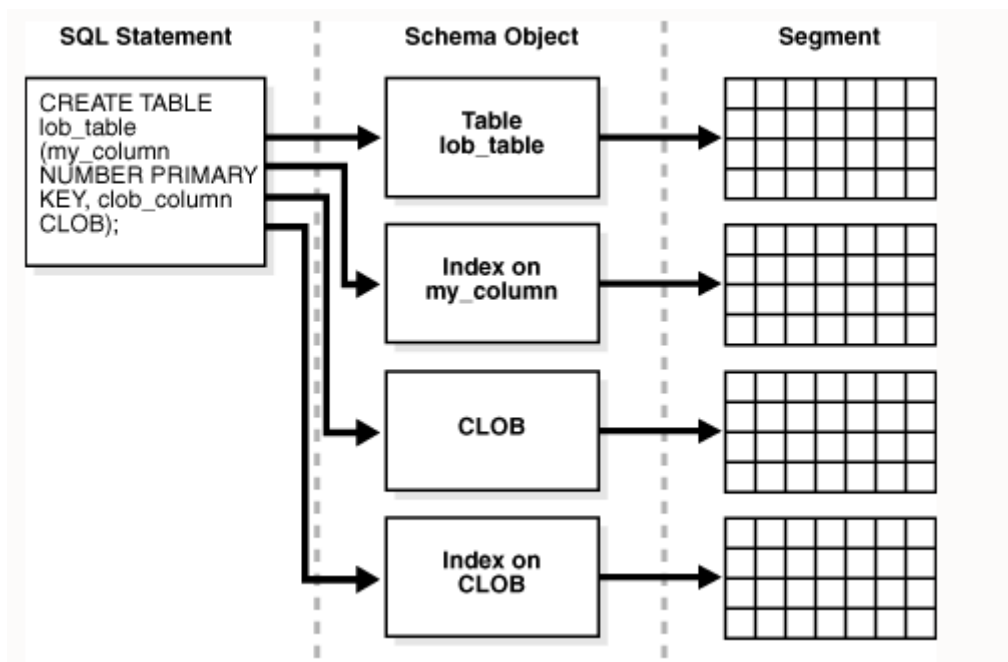 SQL Statement
Schema Object
Segment
CREATE TABLE
lob_table
(my_column
NUMBER PRIMARY
KEY, clob_column
CLOB);
Table
lob_table
Index on
my_column
CLOB
Index on
CLOB